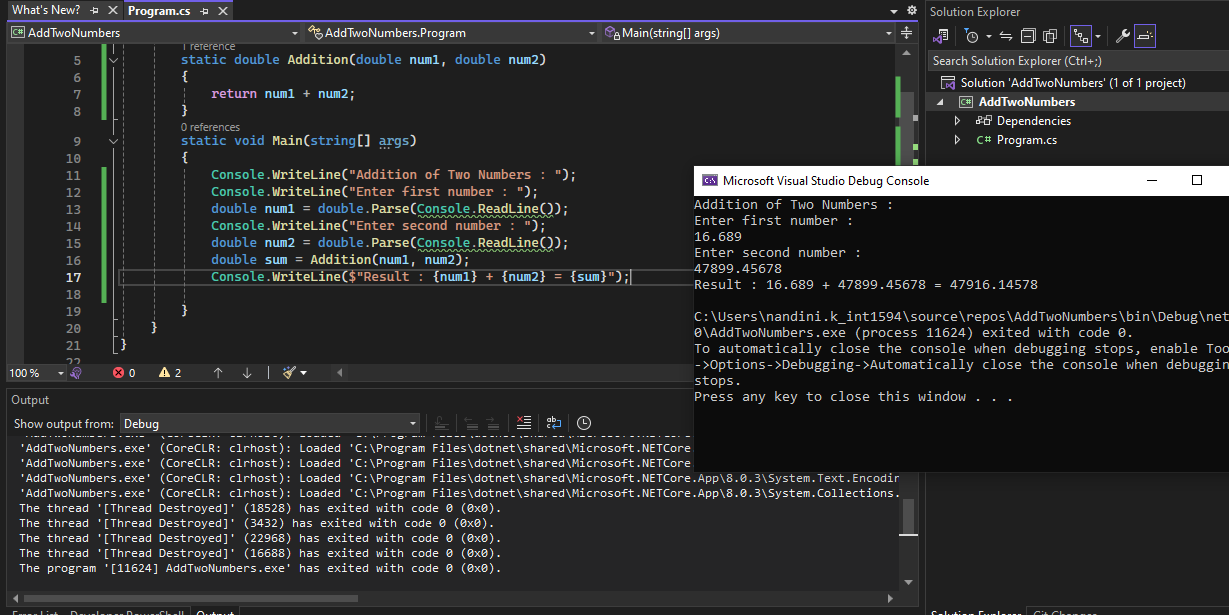 What's New?
Program.cs
AddTwoNumbers
AddTwoNumbers.Program
Main(string[] args)
1 reference
5 static double Addition(double num1, double num2)
6 {
7 return num1 + num2;
8 }
0 references
9 static void Main(string[] args)
10 {
11 Console.WriteLine("Addition of Two Numbers : ");
12 Console.WriteLine("Enter first number : ");
13 double num1 = double.Parse(Console.ReadLine());
14 Console.WriteLine("Enter second number : ");
15 double num2 = double.Parse(Console.ReadLine());
16 double sum = Addition(num1, num2);
17 Console.WriteLine($"Result : {num1} + {num2} = {sum}");
18
19 }
20 }
21 }
22
100 %
0
2
Output
Show output from: Debug
'AddTwoNumbers.exe' (CoreCLR: clrhost): Loaded 'C:\Program Files\dotnet\shared\Microsoft.NETCore.
'AddTwoNumbers.exe' (CoreCLR: clrhost): Loaded 'C:\Program Files\dotnet\shared\Microsoft.NETCore.
'AddTwoNumbers.exe' (CoreCLR: clrhost): Loaded 'C:\Program Files\dotnet\shared\Microsoft.NETCore.
'AddTwoNumbers.exe' (CoreCLR: clrhost): Loaded 'C:\Program Files\dotnet\shared\Microsoft.NETCore.App\8.0.3\System.Text.Encodin
'AddTwoNumbers.exe' (CoreCLR: clrhost): Loaded 'C:\Program Files\dotnet\shared\Microsoft.NETCore.App\8.0.3\System.Collections.
The thread '[Thread Destroyed]' (18528) has exited with code 0 (0x0).
The thread '[Thread Destroyed]' (3432) has exited with code 0 (0x0).
The thread '[Thread Destroyed]' (22968) has exited with code 0 (0x0).
The thread '[Thread Destroyed]' (16688) has exited with code 0 (0x0).
The program '[11624] AddTwoNumbers.exe' has exited with code 0 (0x0).
Error List
Developer PowerShell
Output
Solution Explorer
Search Solution Explorer (Ctrl+;)
Solution 'AddTwoNumbers' (1 of 1 project)
C# AddTwoNumbers
Dependencies
C# Program.cs
Microsoft Visual Studio Debug Console
Addition of Two Numbers :
Enter first number :
16.689
Enter second number :
47899.45678
Result : 16.689 + 47899.45678 = 47916.14578
C:\Users\nandini.k_int1594\source\repos\AddTwoNumbers\bin\Debug\net
0\AddTwoNumbers.exe (process 11624) exited with code 0.
To automatically close the console when debugging stops, enable Too
->Options->Debugging->Automatically close the console when debuggin
stops.
Press any key to close this window . . .
Solution Explorer
Git Changes